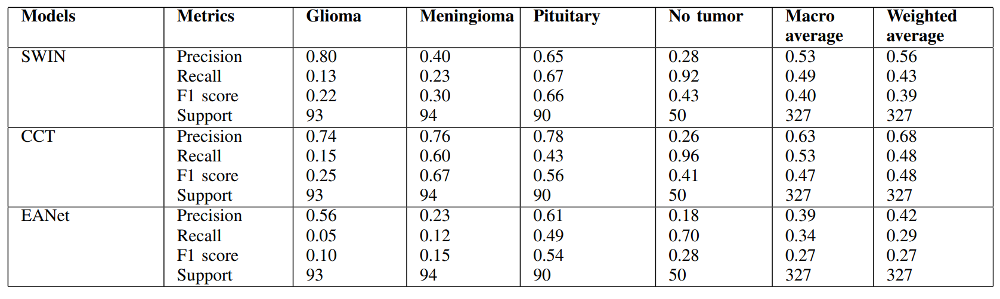 Models Metrics Glioma Meningioma Pituitary No tumor Macro average Weighted average
SWIN Precision 0.80 0.40 0.65 0.28 0.53 0.56
Recall 0.13 0.23 0.67 0.92 0.49 0.43
F1 score 0.22 0.30 0.66 0.43 0.40 0.39
Support 93 94 90 50 327 327
CCT Precision 0.74 0.76 0.78 0.26 0.63 0.68
Recall 0.15 0.60 0.43 0.96 0.53 0.48
F1 score 0.25 0.67 0.56 0.41 0.47 0.48
Support 93 94 90 50 327 327
EANet Precision 0.56 0.23 0.61 0.18 0.39 0.42
Recall 0.05 0.12 0.49 0.70 0.34 0.29
F1 score 0.10 0.15 0.54 0.28 0.27 0.27
Support 93 94 90 50 327 327